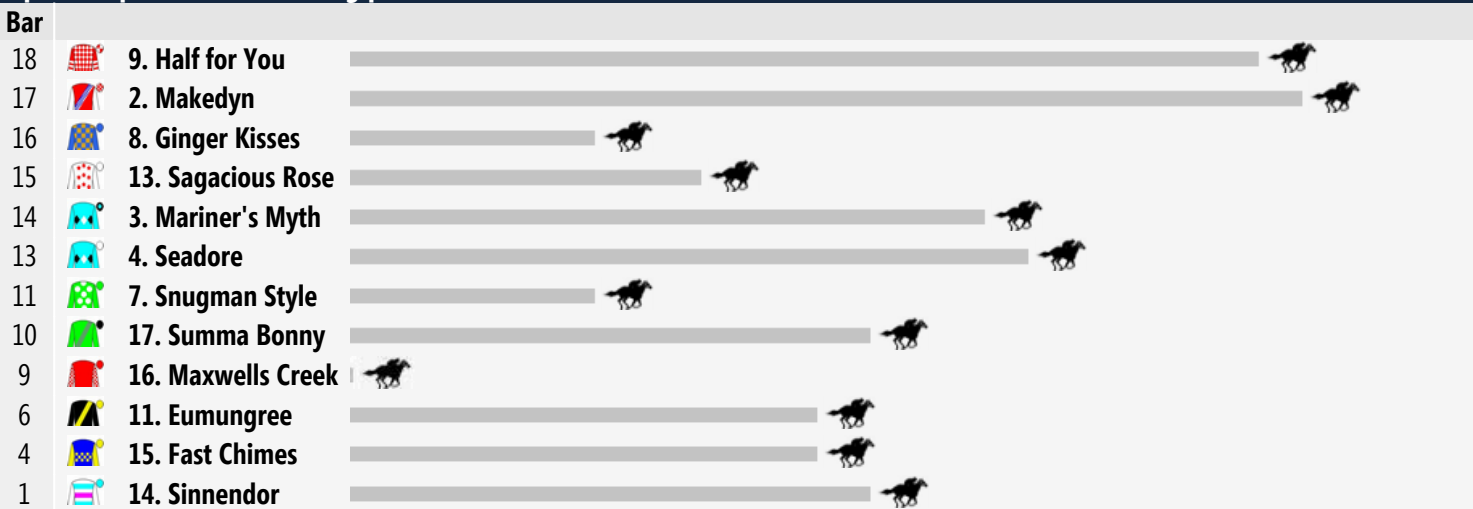 Bar
18 9. Half for You
17 2. Makedyn
16 8. Ginger Kisses
15 13. Sagacious Rose
14 3. Mariner's Myth
13 4. Seadore
11 7. Snugman Style
10 17. Summa Bonny
9 16. Maxwells Creek
6 11. Eumungree
4 15. Fast Chimes
1 14. Sinnendor